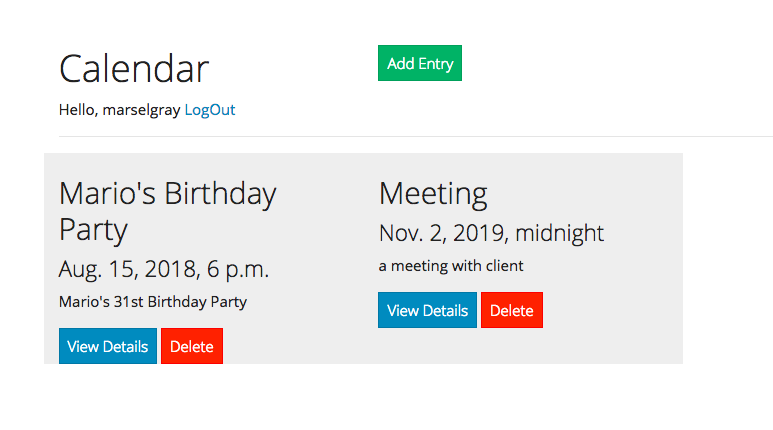 Calendar
Add Entry
Hello, marselgray LogOut
Mario's Birthday
Party
Aug. 15, 2018, 6 p.m.
Mario's 31st Birthday Party
View Details Delete
Meeting
Nov. 2, 2019, midnight
a meeting with client
View Details Delete